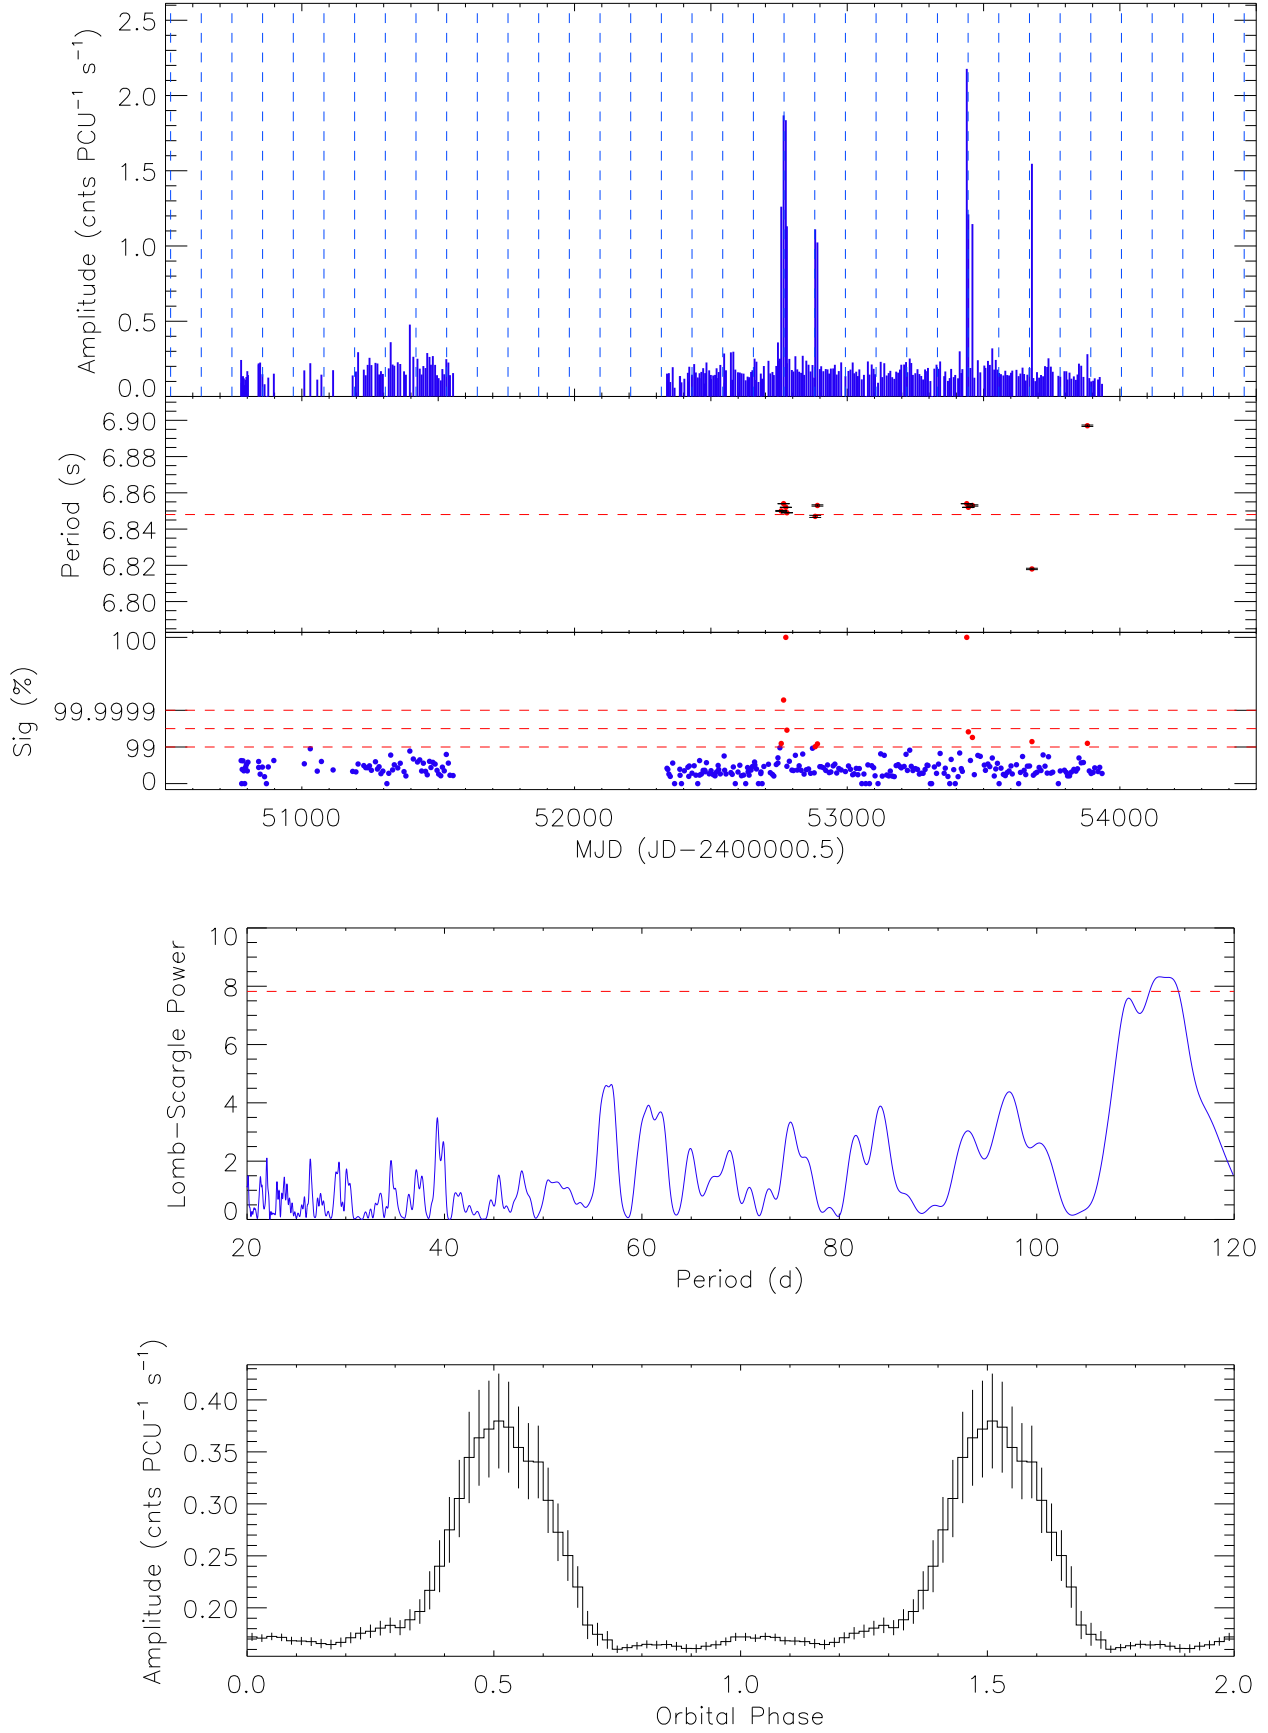 2.5
2.0
1.5
1.0
0.5
0.0
Amplitude (cnts PCU⁻¹ s⁻¹)
6.90
6.88
6.86
6.84
6.82
6.80
Period (s)
100
99.9999
99
0
Sig (%)
51000 52000 53000 54000
MJD (JD−2400000.5)
10
8
6
4
2
0
Lomb−Scargle Power
20 40 60 80 100 120
Period (d)
0.40
0.35
0.30
0.25
0.20
Amplitude (cnts PCU⁻¹ s⁻¹)
0.0 0.5 1.0 1.5 2.0
Orbital Phase